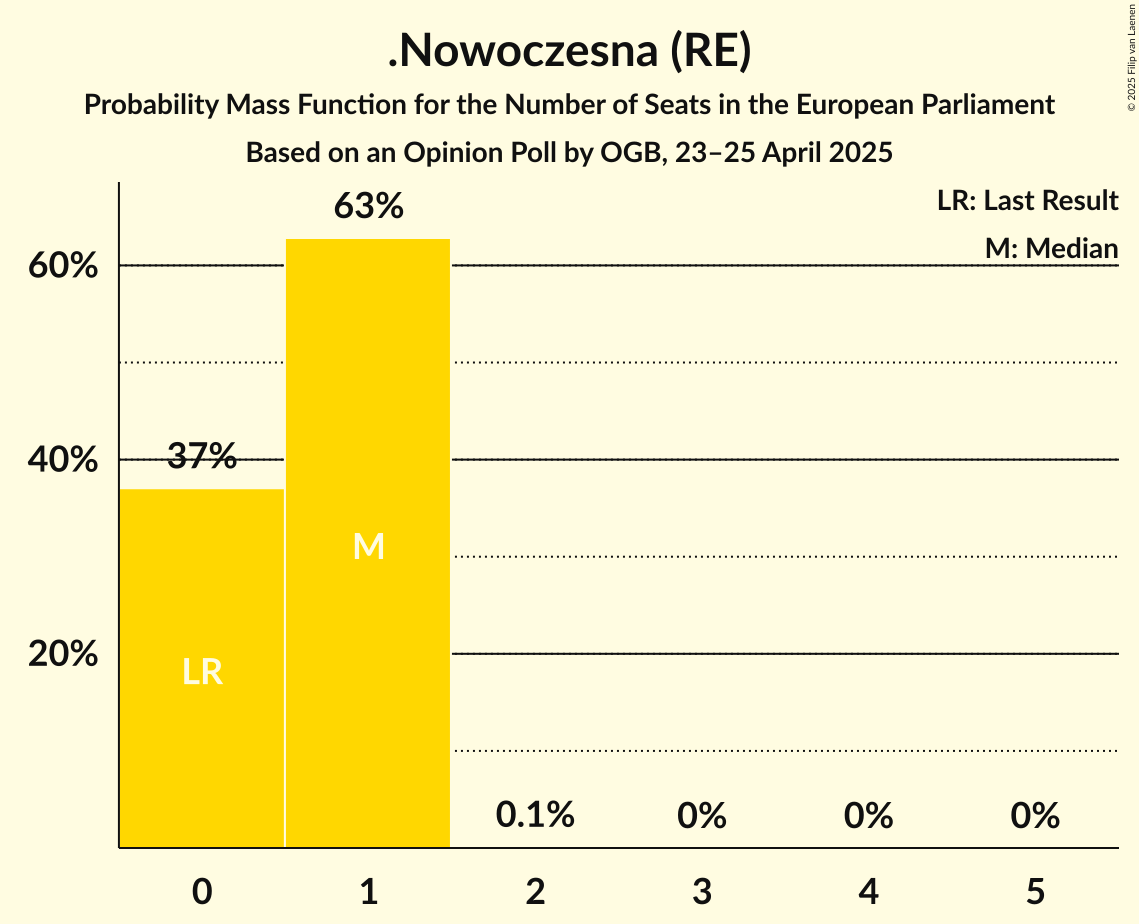 .Nowoczesna (RE)
Probability Mass Function for the Number of Seats in the European Parliament
Based on an Opinion Poll by OGB, 23–25 April 2025
© 2025 Filip van Laenen
LR: Last Result
M: Median
63%
60%
37%
40%
M
LR
20%
0.1%
0%
0%
0%
0
1
2
3
4
5